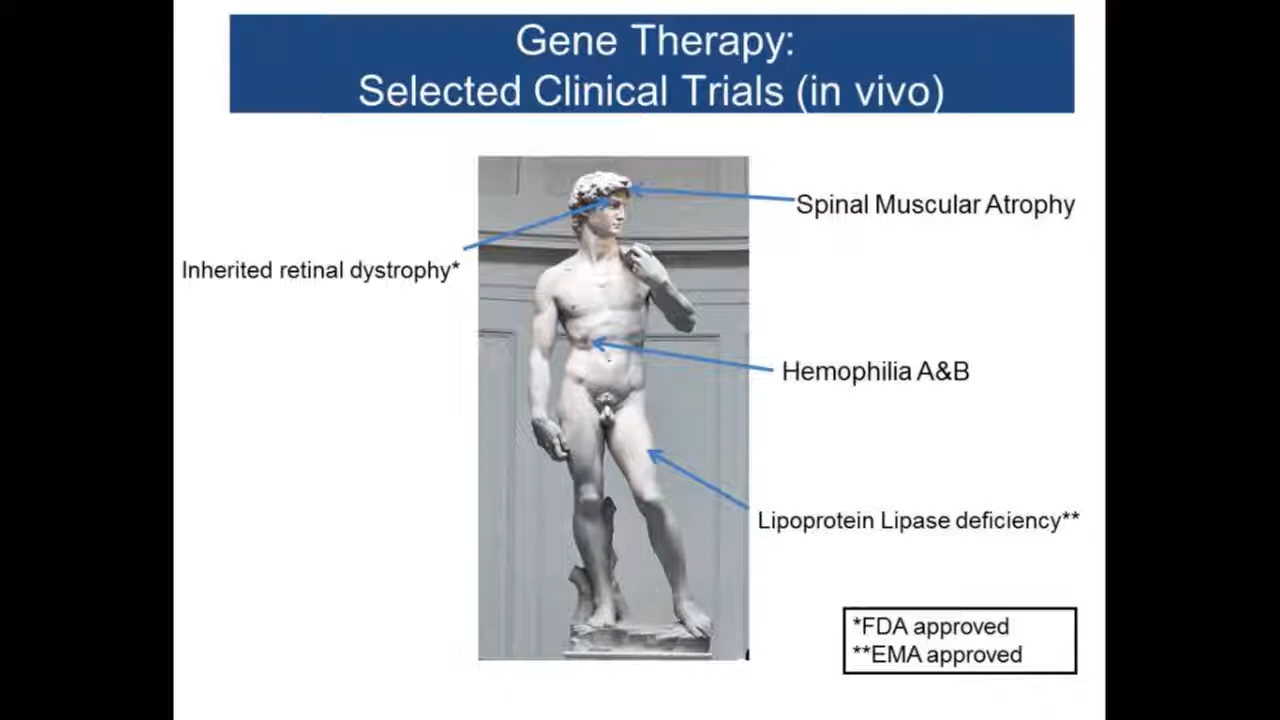 Gene Therapy:
Selected Clinical Trials (in vivo)
Spinal Muscular Atrophy
Inherited retinal dystrophy*
Hemophilia A&B
Lipoprotein Lipase deficiency**
*FDA approved
**EMA approved